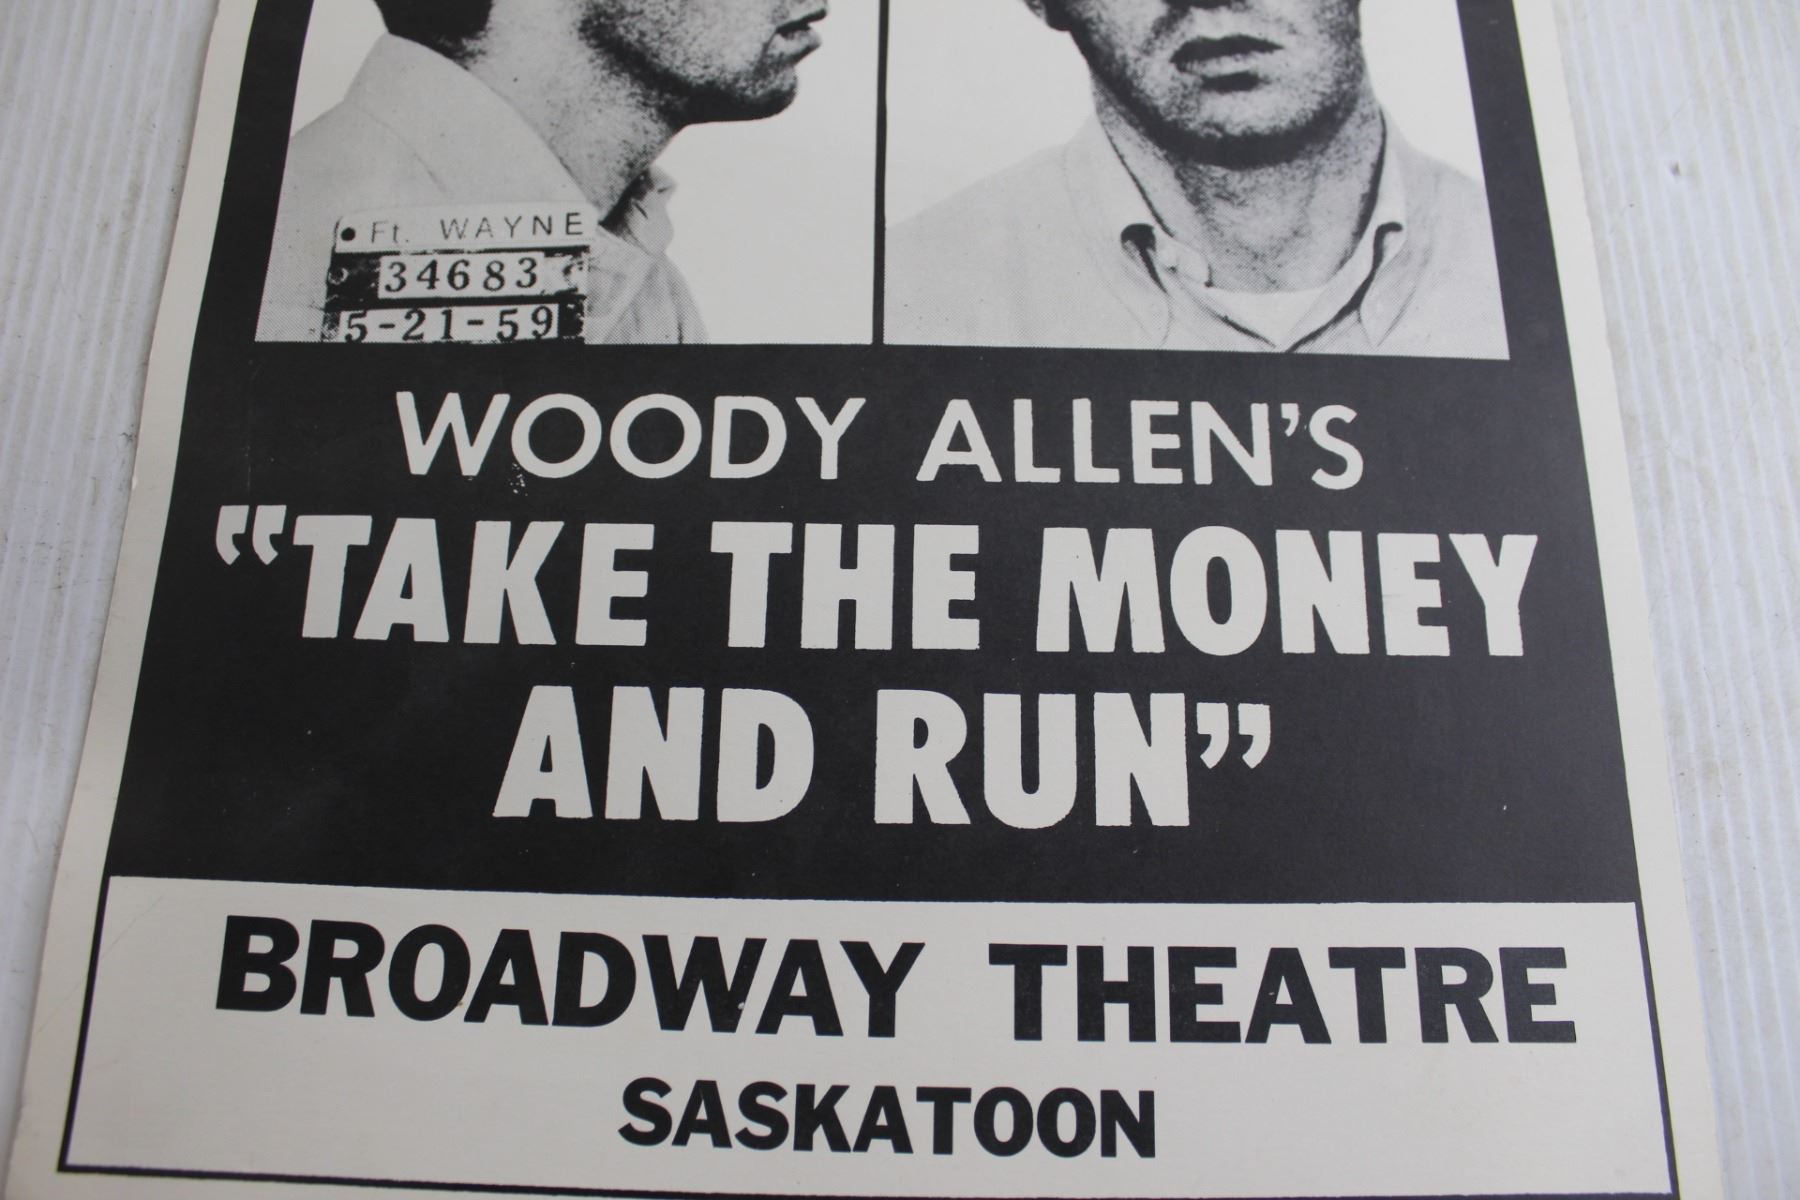 Ft. WAYNE
34683
5-21-59
WOODY ALLEN'S
"TAKE THE MONEY
AND RUN"
BROADWAY THEATRE
SASKATOON